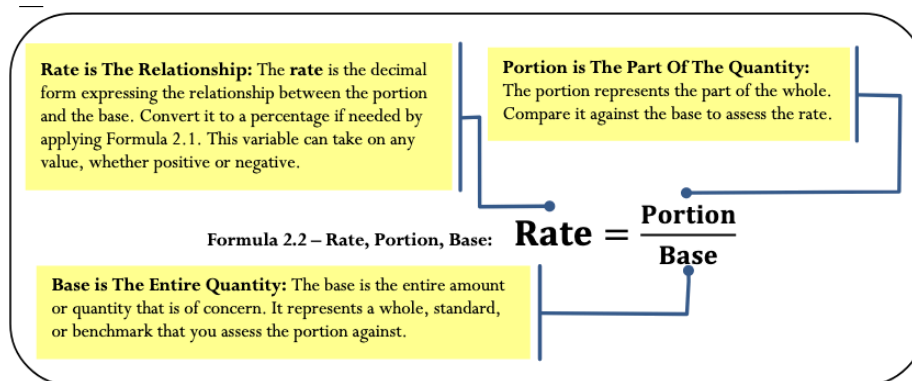 Rate is The Relationship: The rate is the decimal
form expressing the relationship between the portion
and the base. Convert it to a percentage if needed by
applying Formula 2.1. This variable can take on any
value, whether positive or negative.
Portion is The Part Of The Quantity:
The portion represents the part of the whole.
Compare it against the base to assess the rate.
Formula 2.2 – Rate, Portion, Base: Rate = Portion
Base
Base is The Entire Quantity: The base is the entire amount
or quantity that is of concern. It represents a whole, standard,
or benchmark that you assess the portion against.